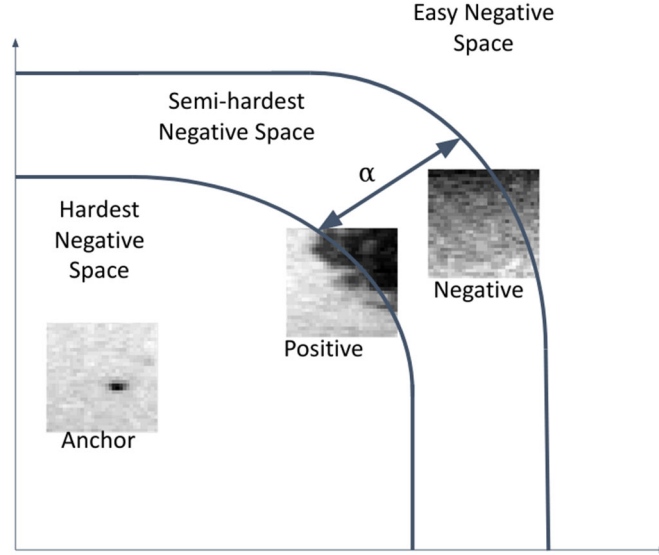 Easy Negative
Space
Semi-hardest
Negative Space
α
Hardest
Negative
Space
Negative
Positive
Anchor